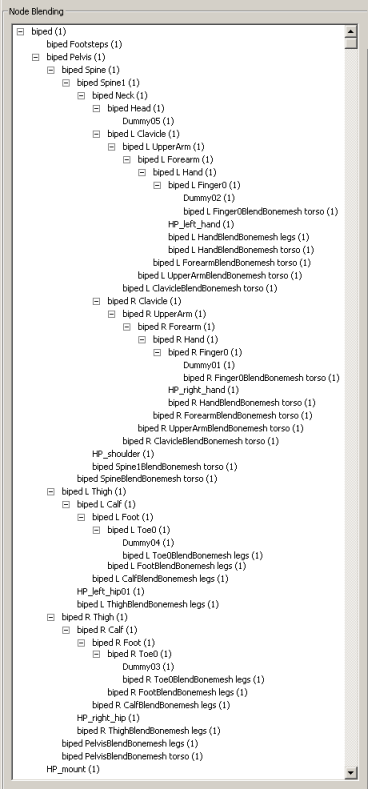 Node Blending
biped (1)
biped Footsteps (1)
biped Pelvis (1)
biped Spine (1)
biped Spine1 (1)
biped Neck (1)
biped Head (1)
Dummy05 (1)
biped L Clavicle (1)
biped L UpperArm (1)
biped L Forearm (1)
biped L Hand (1)
biped L Finger0 (1)
Dummy02 (1)
biped L Finger0BlendBonemesh torso (1)
HP_left_hand (1)
biped L HandBlendBonemesh legs (1)
biped L HandBlendBonemesh torso (1)
biped L ForearmBlendBonemesh torso (1)
biped L UpperArmBlendBonemesh torso (1)
biped L ClavicleBlendBonemesh torso (1)
biped R Clavicle (1)
biped R UpperArm (1)
biped R Forearm (1)
biped R Hand (1)
biped R Finger0 (1)
Dummy01 (1)
biped R Finger0BlendBonemesh torso (1)
HP_right_hand (1)
biped R HandBlendBonemesh torso (1)
biped R ForearmBlendBonemesh torso (1)
biped R UpperArmBlendBonemesh torso (1)
biped R ClavicleBlendBonemesh torso (1)
HP_shoulder (1)
biped Spine1BlendBonemesh torso (1)
biped SpineBlendBonemesh torso (1)
biped L Thigh (1)
biped L Calf (1)
biped L Foot (1)
biped L Toe0 (1)
Dummy04 (1)
biped L Toe0BlendBonemesh legs (1)
biped L FootBlendBonemesh legs (1)
biped L CalfBlendBonemesh legs (1)
HP_left_hip01 (1)
biped L ThighBlendBonemesh legs (1)
biped R Thigh (1)
biped R Calf (1)
biped R Foot (1)
biped R Toe0 (1)
Dummy03 (1)
biped R Toe0BlendBonemesh legs (1)
biped R FootBlendBonemesh legs (1)
biped R CalfBlendBonemesh legs (1)
HP_right_hip (1)
biped R ThighBlendBonemesh legs (1)
biped PelvisBlendBonemesh legs (1)
biped PelvisBlendBonemesh torso (1)
HP_mount (1)